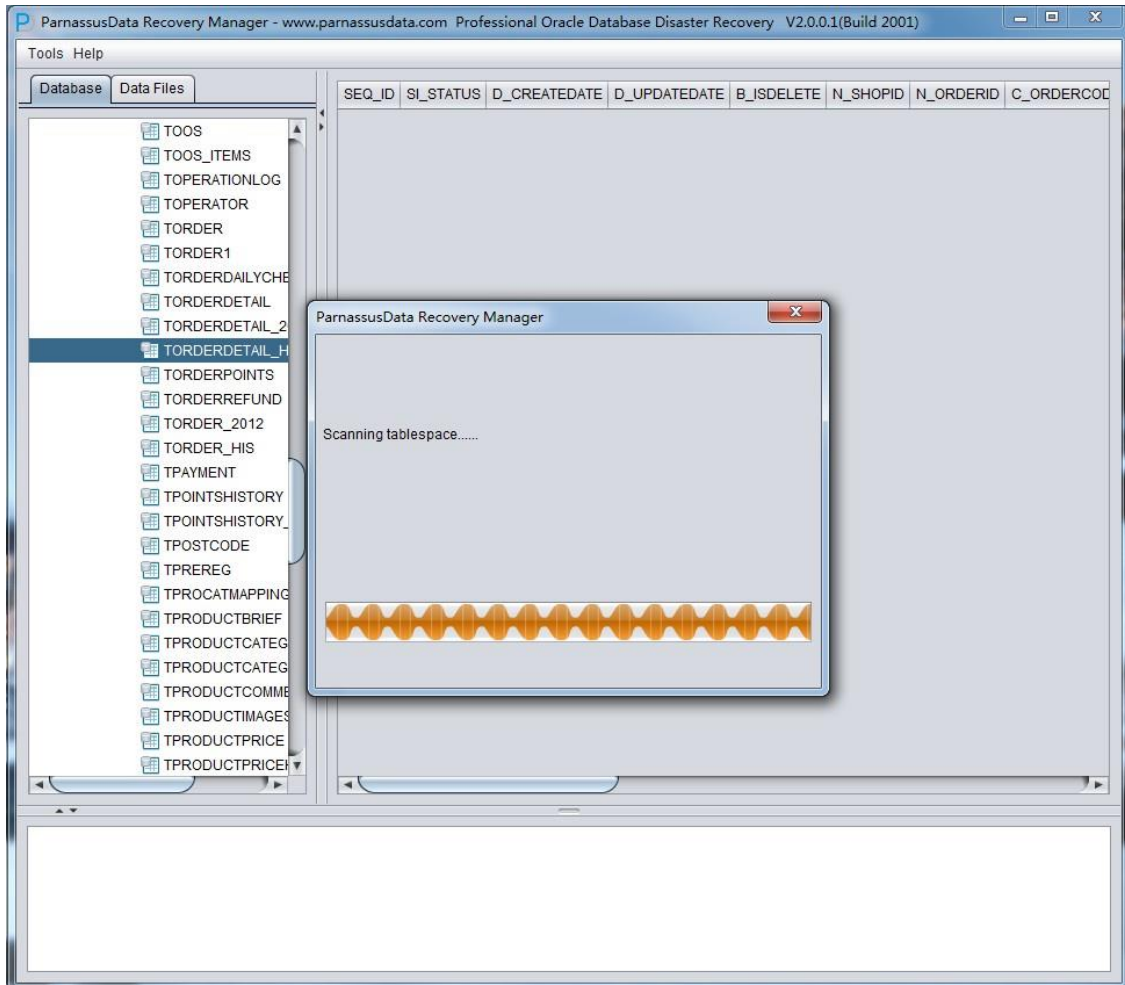 ParnassusData Recovery Manager - www.parnassusdata.com Professional Oracle Database Disaster Recovery V2.0.0.1(Build 2001)
Tools Help
Database Data Files
SEQ_ID SI_STATUS D_CREATEDATE D_UPDATEDATE B_ISDELETE N_SHOPID N_ORDERID C_ORDERCOD
TOOS
TOOS_ITEMS
TOPERATIONLOG
TOPERATOR
TORDER
TORDER1
TORDERDAILYCHE
TORDERDETAIL
TORDERDETAIL_2
TORDERDETAIL_H
TORDERPOINTS
TORDERREFUND
TORDER_2012
TORDER_HIS
TPAYMENT
TPOINTSHISTORY
TPOINTSHISTORY_
TPOSTCODE
TPREREG
TPROCATMAPPING
TPRODUCTBRIEF
TPRODUCTCATEG
TPRODUCTCATEG
TPRODUCTCOMME
TPRODUCTIMAGES
TPRODUCTPRICE
TPRODUCTPRICEH
ParnassusData Recovery Manager
Scanning tablespace......